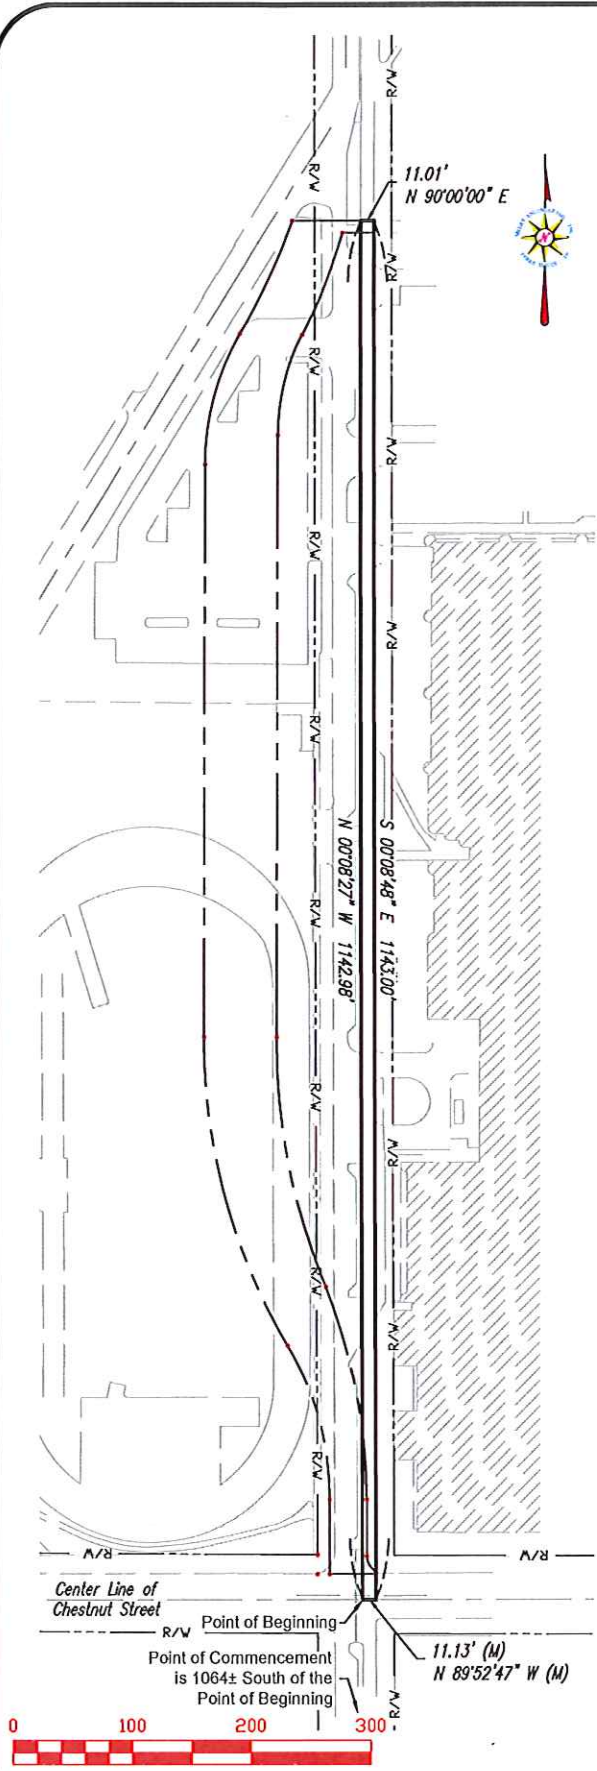 11.01'
N 90°00'00" E
R/W
R/W
R/W
R/W
N
R/W
R/W
R/W
R/W
R/W
R/W
S 00°08'48" E 1143.00'
N 00°08'27" W 1142.98'
R/W
R/W
R/W
R/W
R/W
R/W
R/W
R/W
Center Line of
Chestnut Street
R/W
Point of Beginning
Point of Commencement
is 1064± South of the
Point of Beginning
11.13' (M)
N 89°52'47" W (M)
R/W
0 100 200 300